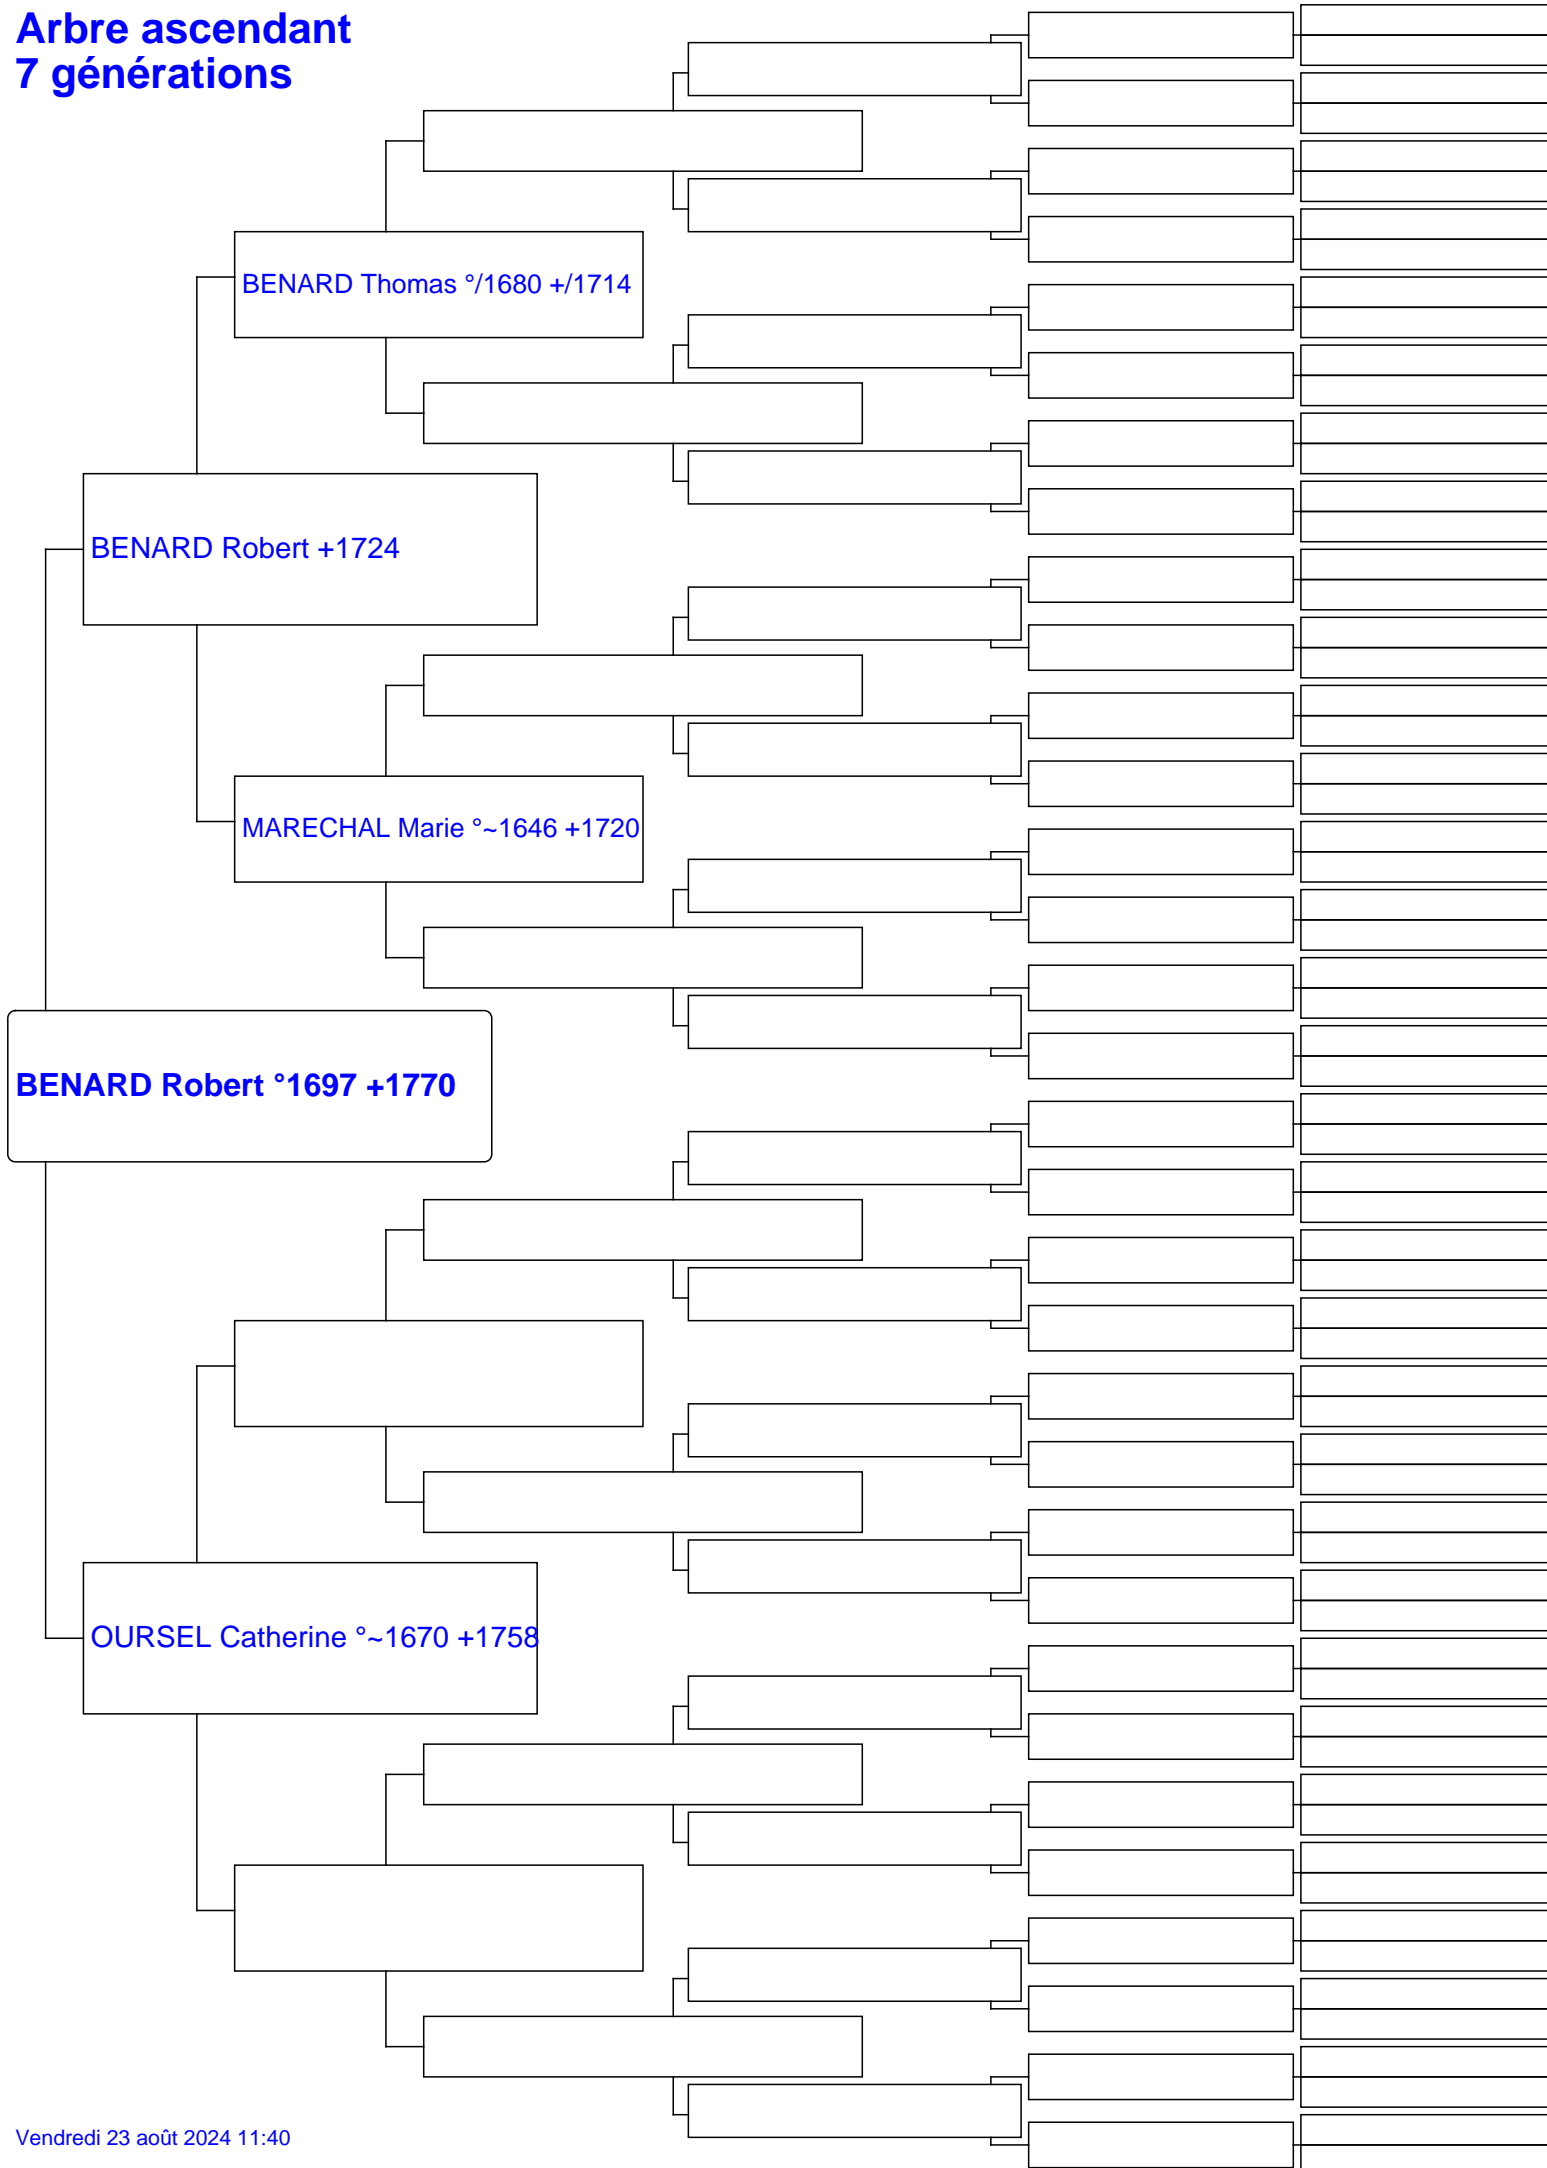 Arbre ascendant
7 générations
BENARD Thomas °/1680 +/1714
BENARD Robert +1724
MARECHAL Marie °~1646 +1720
BENARD Robert °1697 +1770
OURSEL Catherine °~1670 +1758
Vendredi 23 août 2024 11:40